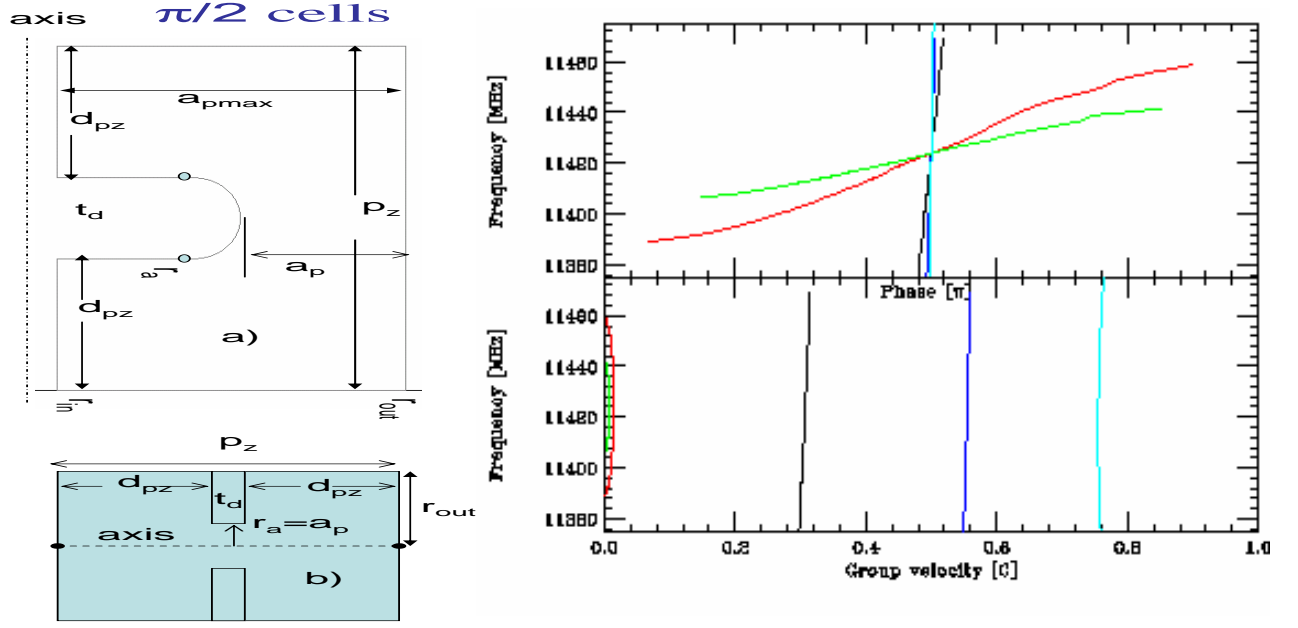 axis
π/2 cells
a_pmax
d_pz
t_d
p_z
r_a
a_p
d_pz
a)
r_in
r_out
p_z
d_pz
t_d
d_pz
r_out
r_a=a_p
axis
b)
Frequency [MHz]
11460
11440
11420
11400
11380
Phase [π]
Frequency [MHz]
11460
11440
11420
11400
11380
0.0 0.2 0.4 0.6 0.8 1.0
Group velocity [C]